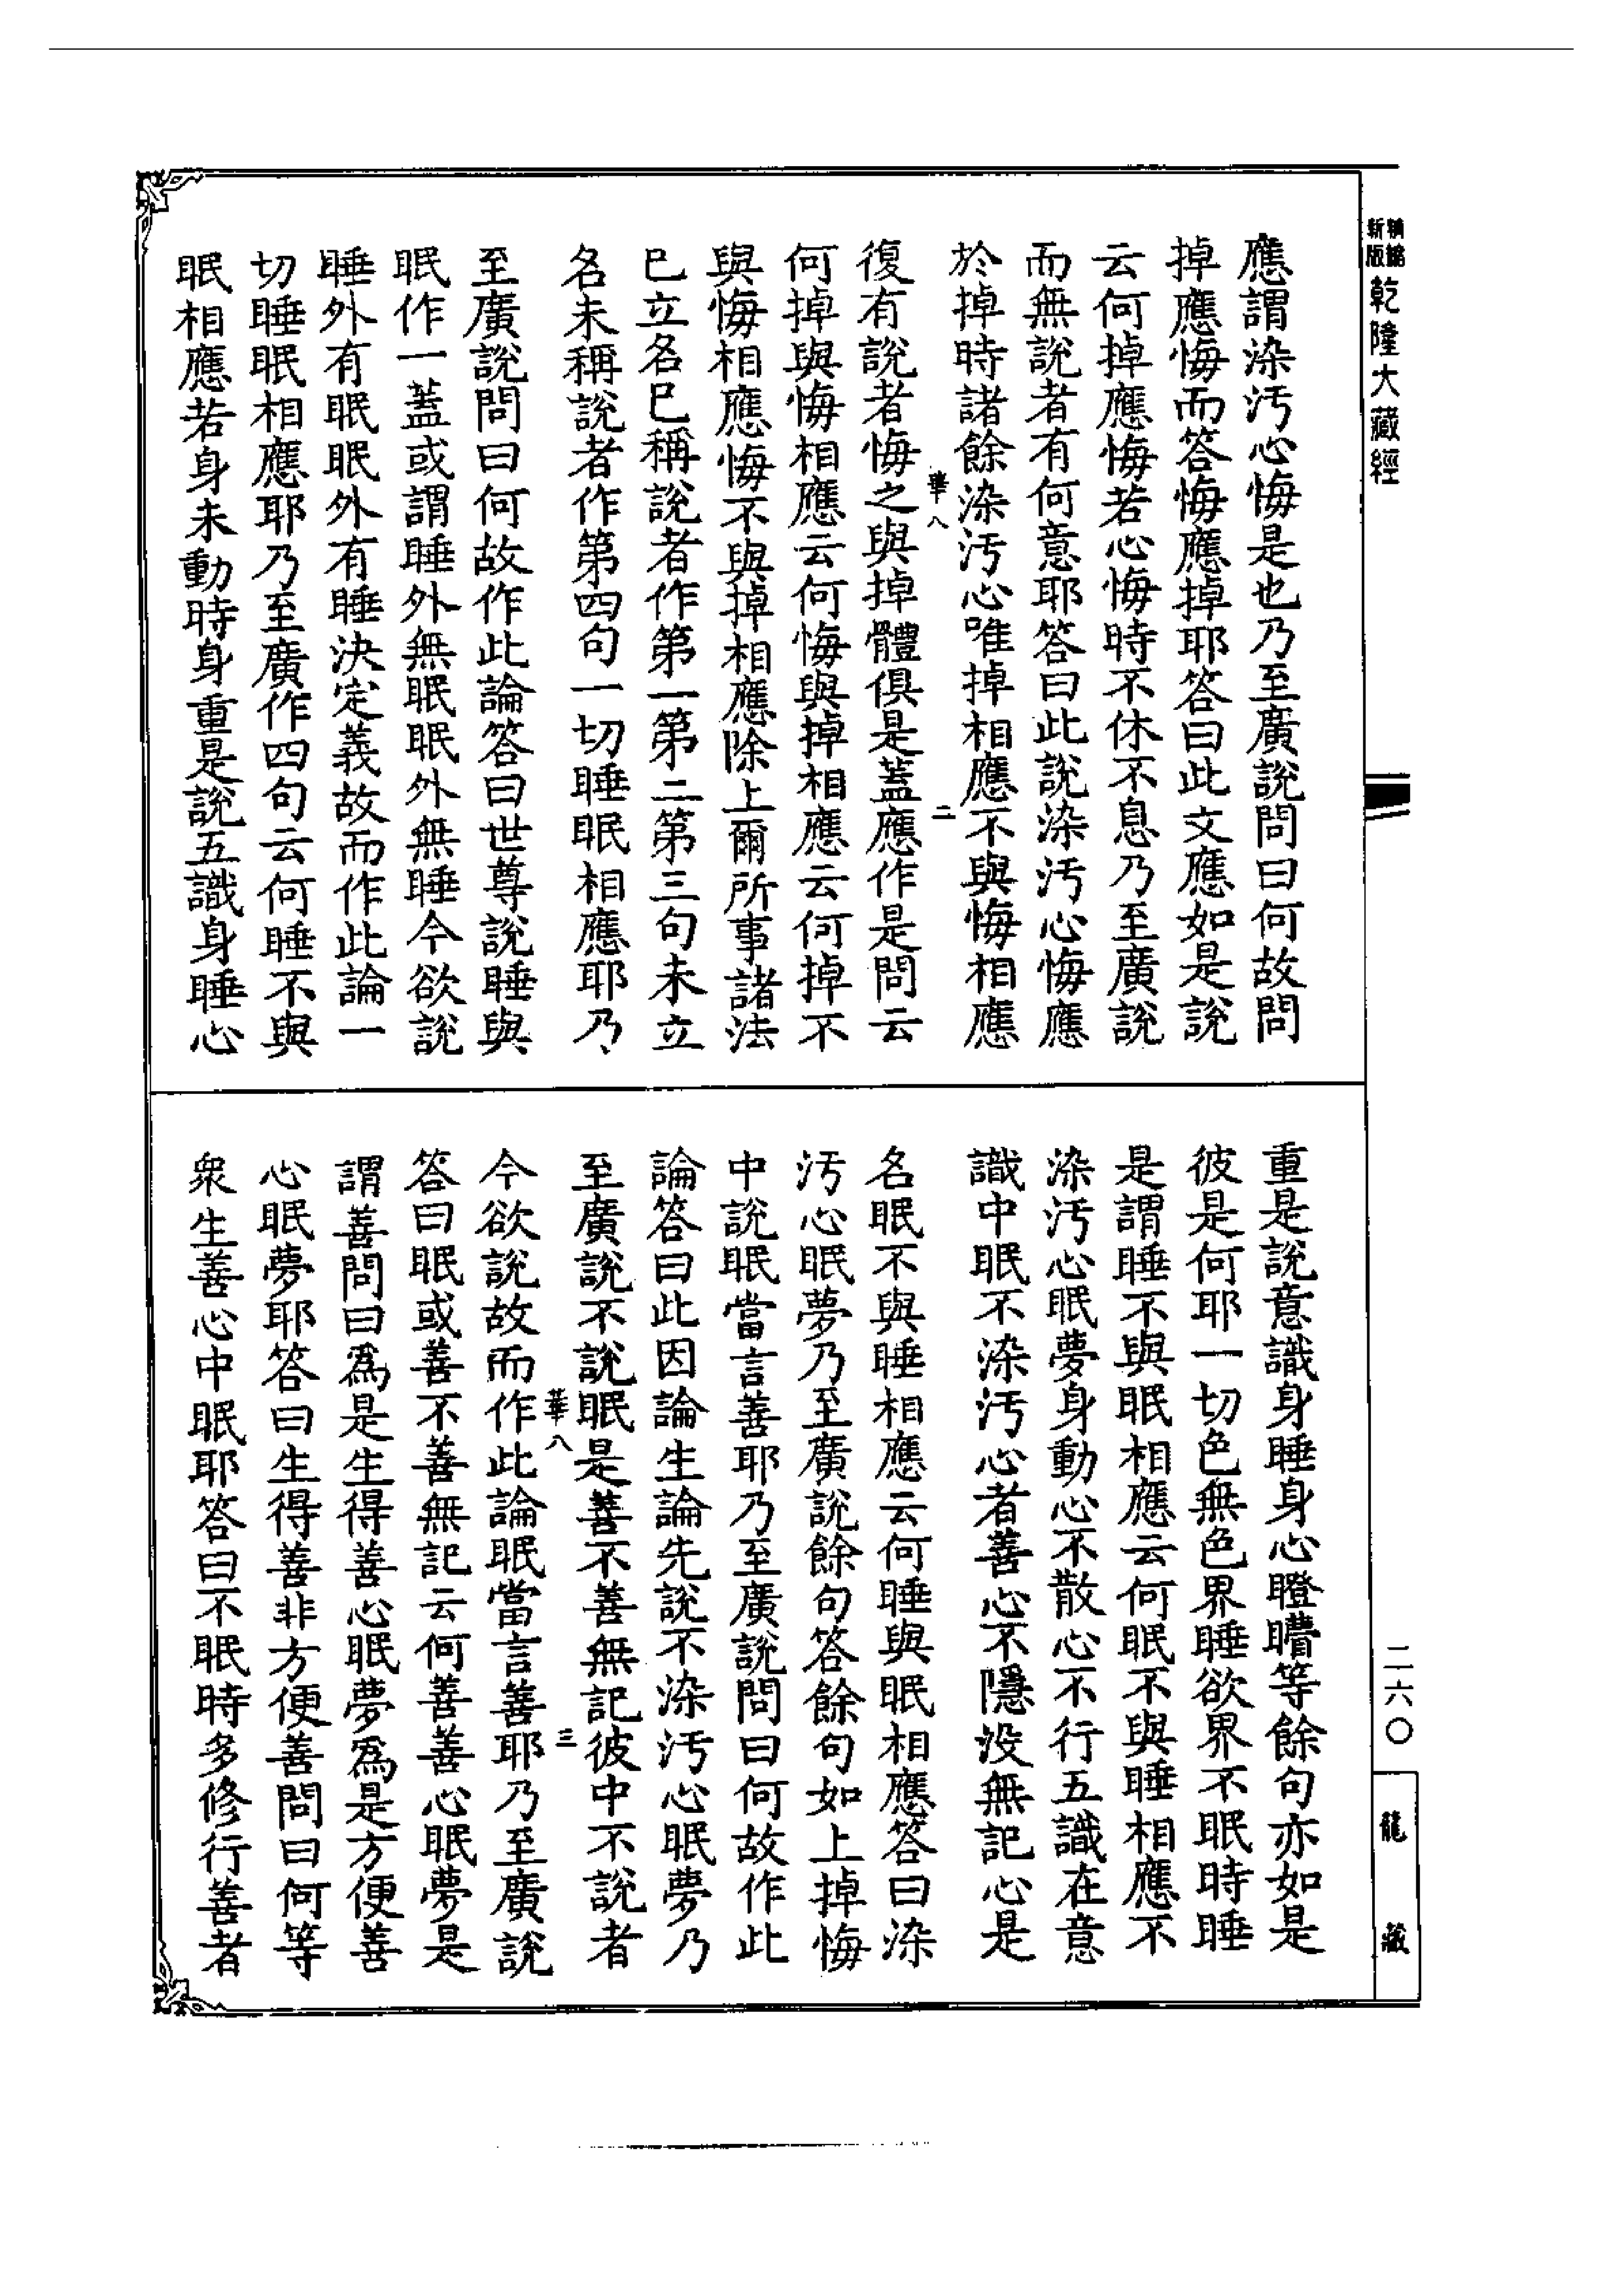 新版
精縮
乾隆大藏經
應謂染汚心悔是也乃至廣說問曰何故問
掉應悔而答悔應掉耶答曰此文應如是說
云何掉應悔若心悔時不休不息乃至廣說
而無說者有何意耶答曰此說染汚心悔應
於掉時諸餘染汚心唯掉相應不與悔相應
華八
二
復有說者悔之與掉體俱是蓋應作是問云
何掉與悔相應云何悔與掉相應云何掉不
與悔相應悔不與掉相應除上爾所事諸法
已立名已稱說者作第一第二第三句未立
名未稱說者作第四句一切睡眠相應耶乃
至廣說問曰何故作此論答曰世尊說睡與
眠作一蓋或謂睡外無眠眠外無睡今欲說
睡外有眠眠外有睡決定義故而作此論一
切睡眠相應耶乃至廣作四句云何睡不與
眠相應若身未動時身重是說五識身睡心
重是說意識身睡身心瞪瞢等餘句亦如是
彼是何耶一切色無色界睡欲界不眠時睡
是謂睡不與眠相應云何眠不與睡相應不
染汚心眠夢身動心不散心不行五識在意
識中眠不染汚心者善心不隱没無記心是
名眠不與睡相應云何睡與眠相應答曰染
汚心眠夢乃至廣說餘句答餘句如上掉悔
中說眠當言善耶乃至廣說問曰何故作此
論答曰此因論生論先說不染汚心眠夢乃
至廣說不說眠是善不善無記彼中不說者
華八
三
今欲說故而作此論眠當言善耶乃至廣說
答曰眠或善不善無記云何善善心眠夢是
謂善問曰爲是生得善心眠夢爲是方便善
心眠夢耶答曰生得善非方便善問曰何等
衆生善心中眠耶答曰不眠時多修行善者
二六〇
龍藏